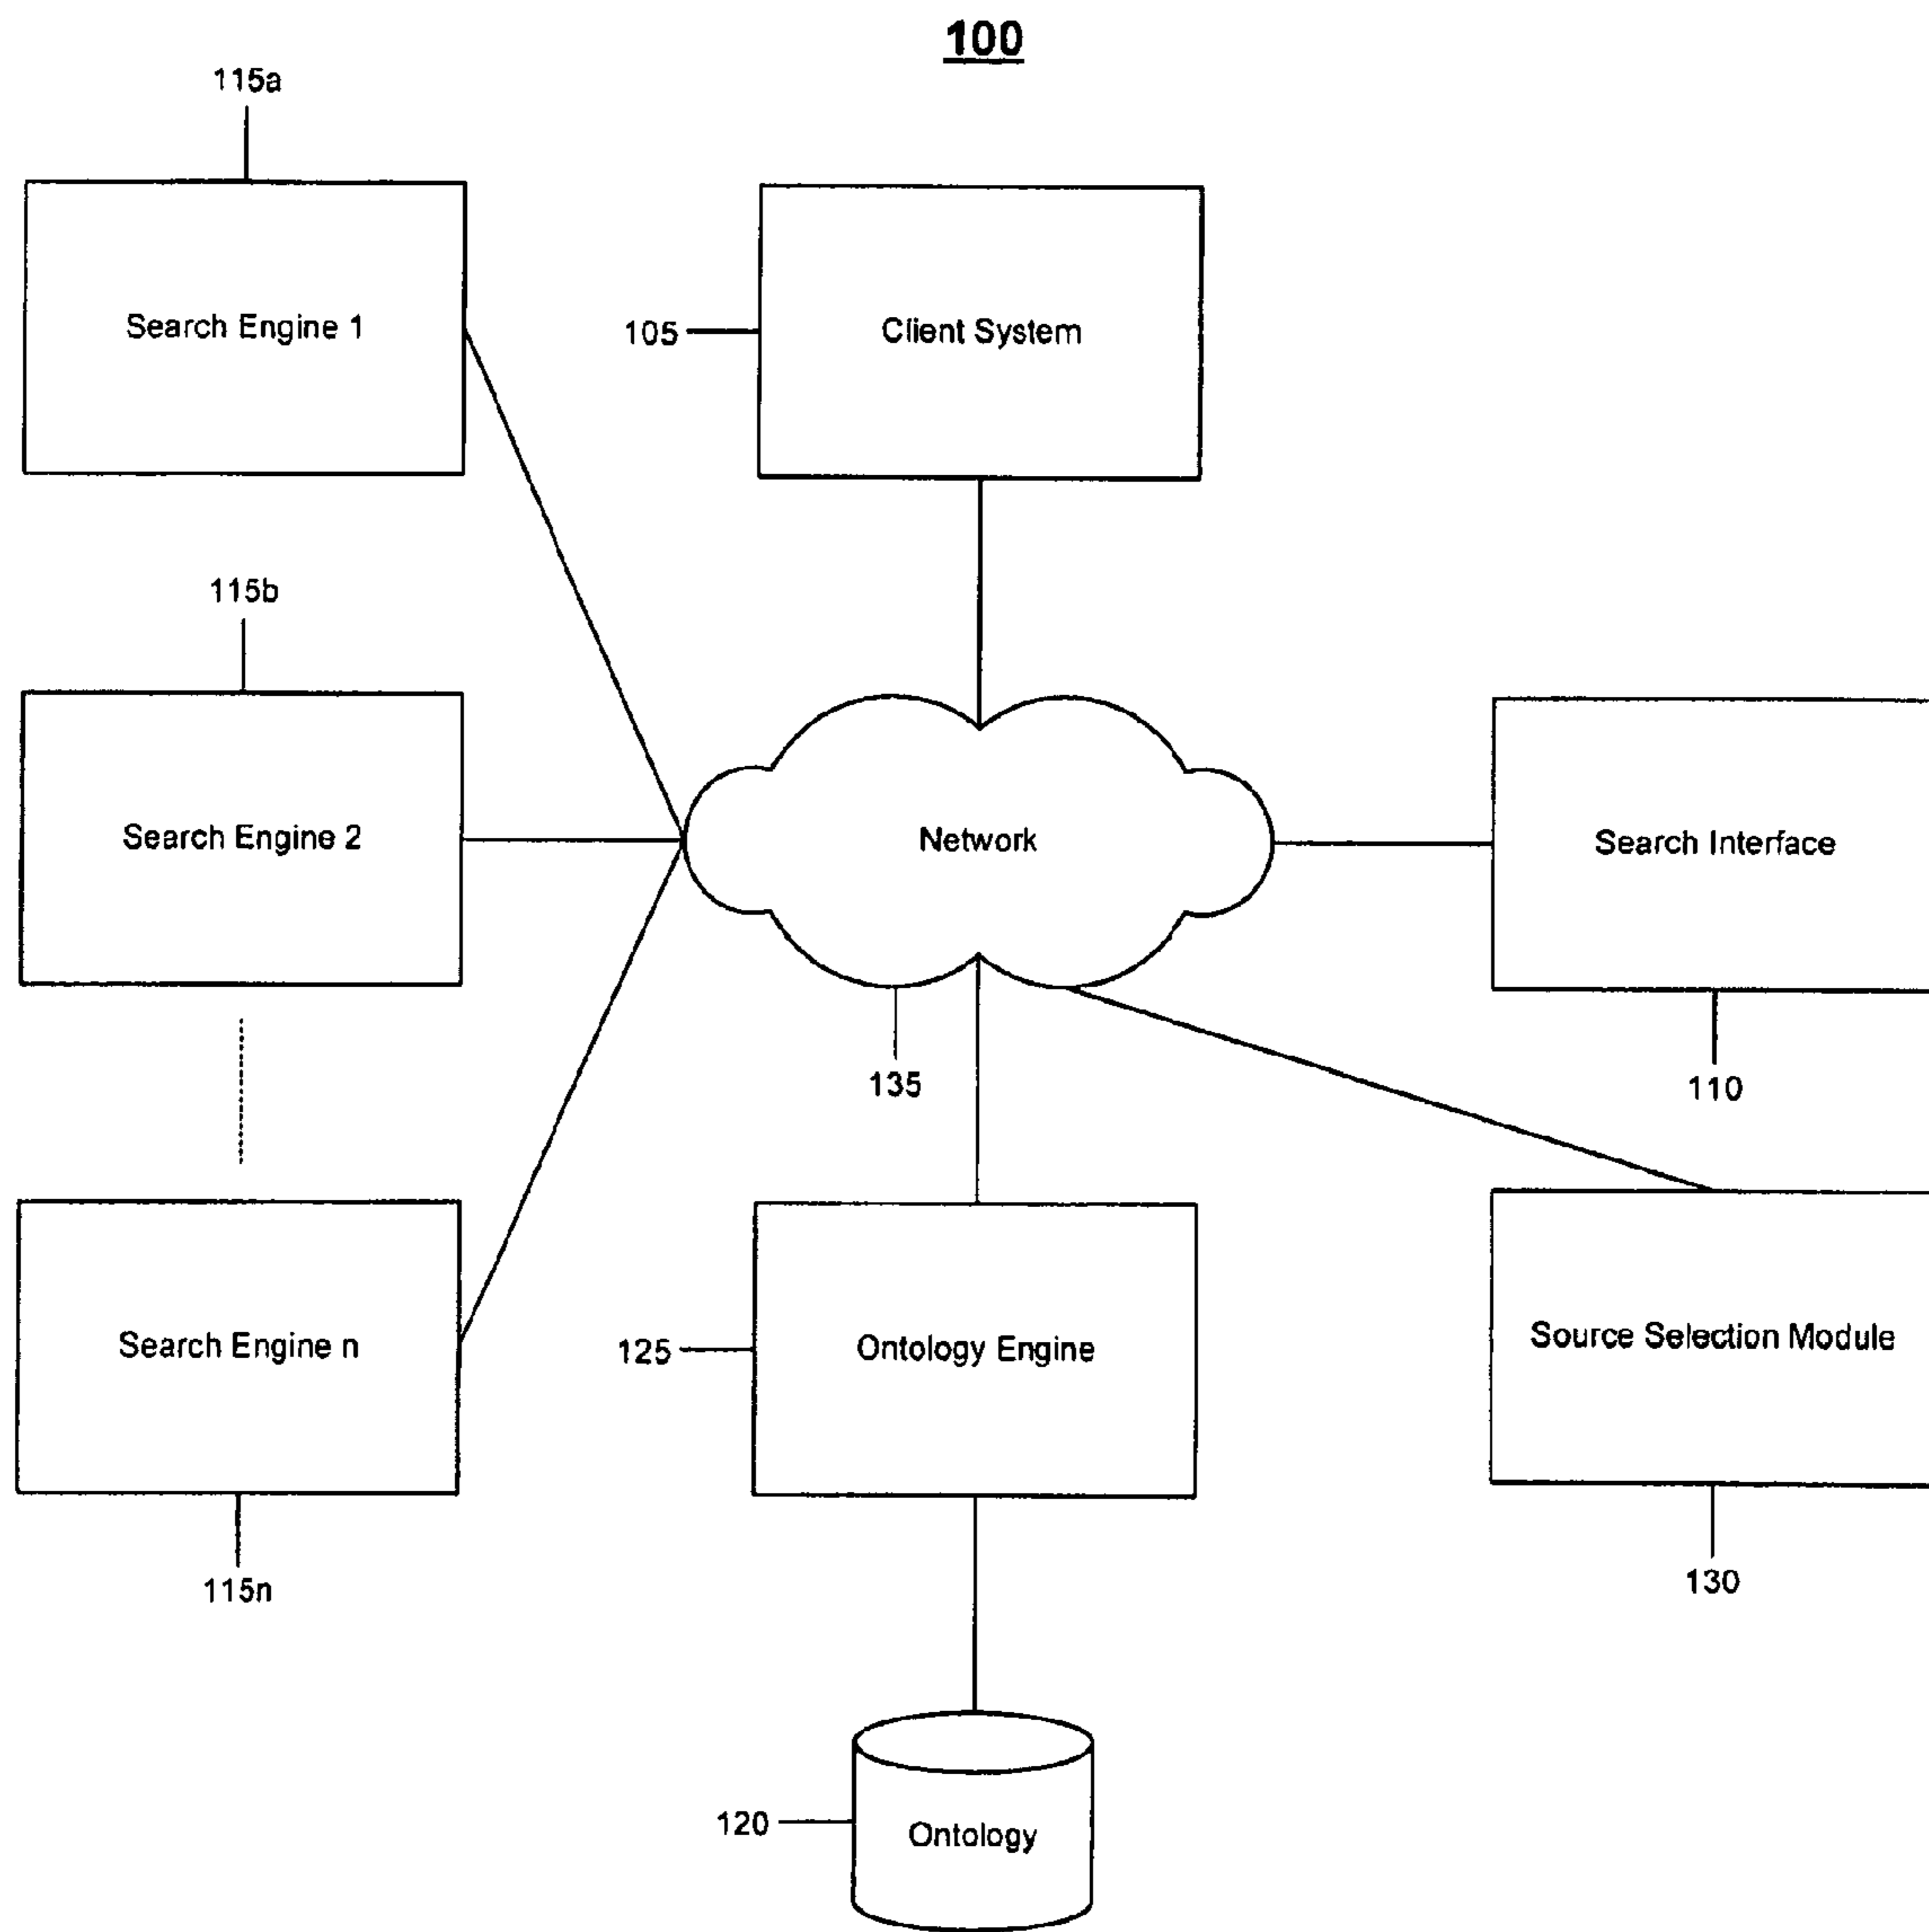 100
115a
Search Engine 1
105
Client System
115b
Search Engine 2
Network
Search Interface
135
110
Search Engine n
125
Ontology Engine
Source Selection Module
115n
130
120
Ontology